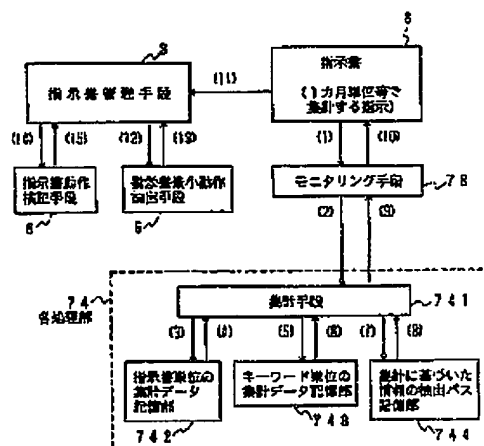 3
8
指示書管理手段
指示書
(1カ月単位等で
集計する指示)
(11)
(16)
(15)
(12)
(1)
(10)
指示書動作
手段
手段
6
5
モニタリング手段
78
(2)
(9)
74
各処理部
集計手段
741
(3)
(4)
(5)
(6)
(7)
(8)
指示書単位の
集計データ
記憶部
キーワード単位の
集計データ記憶部
集計に基づいた
情報の抽出パス
記憶部
742
743
744